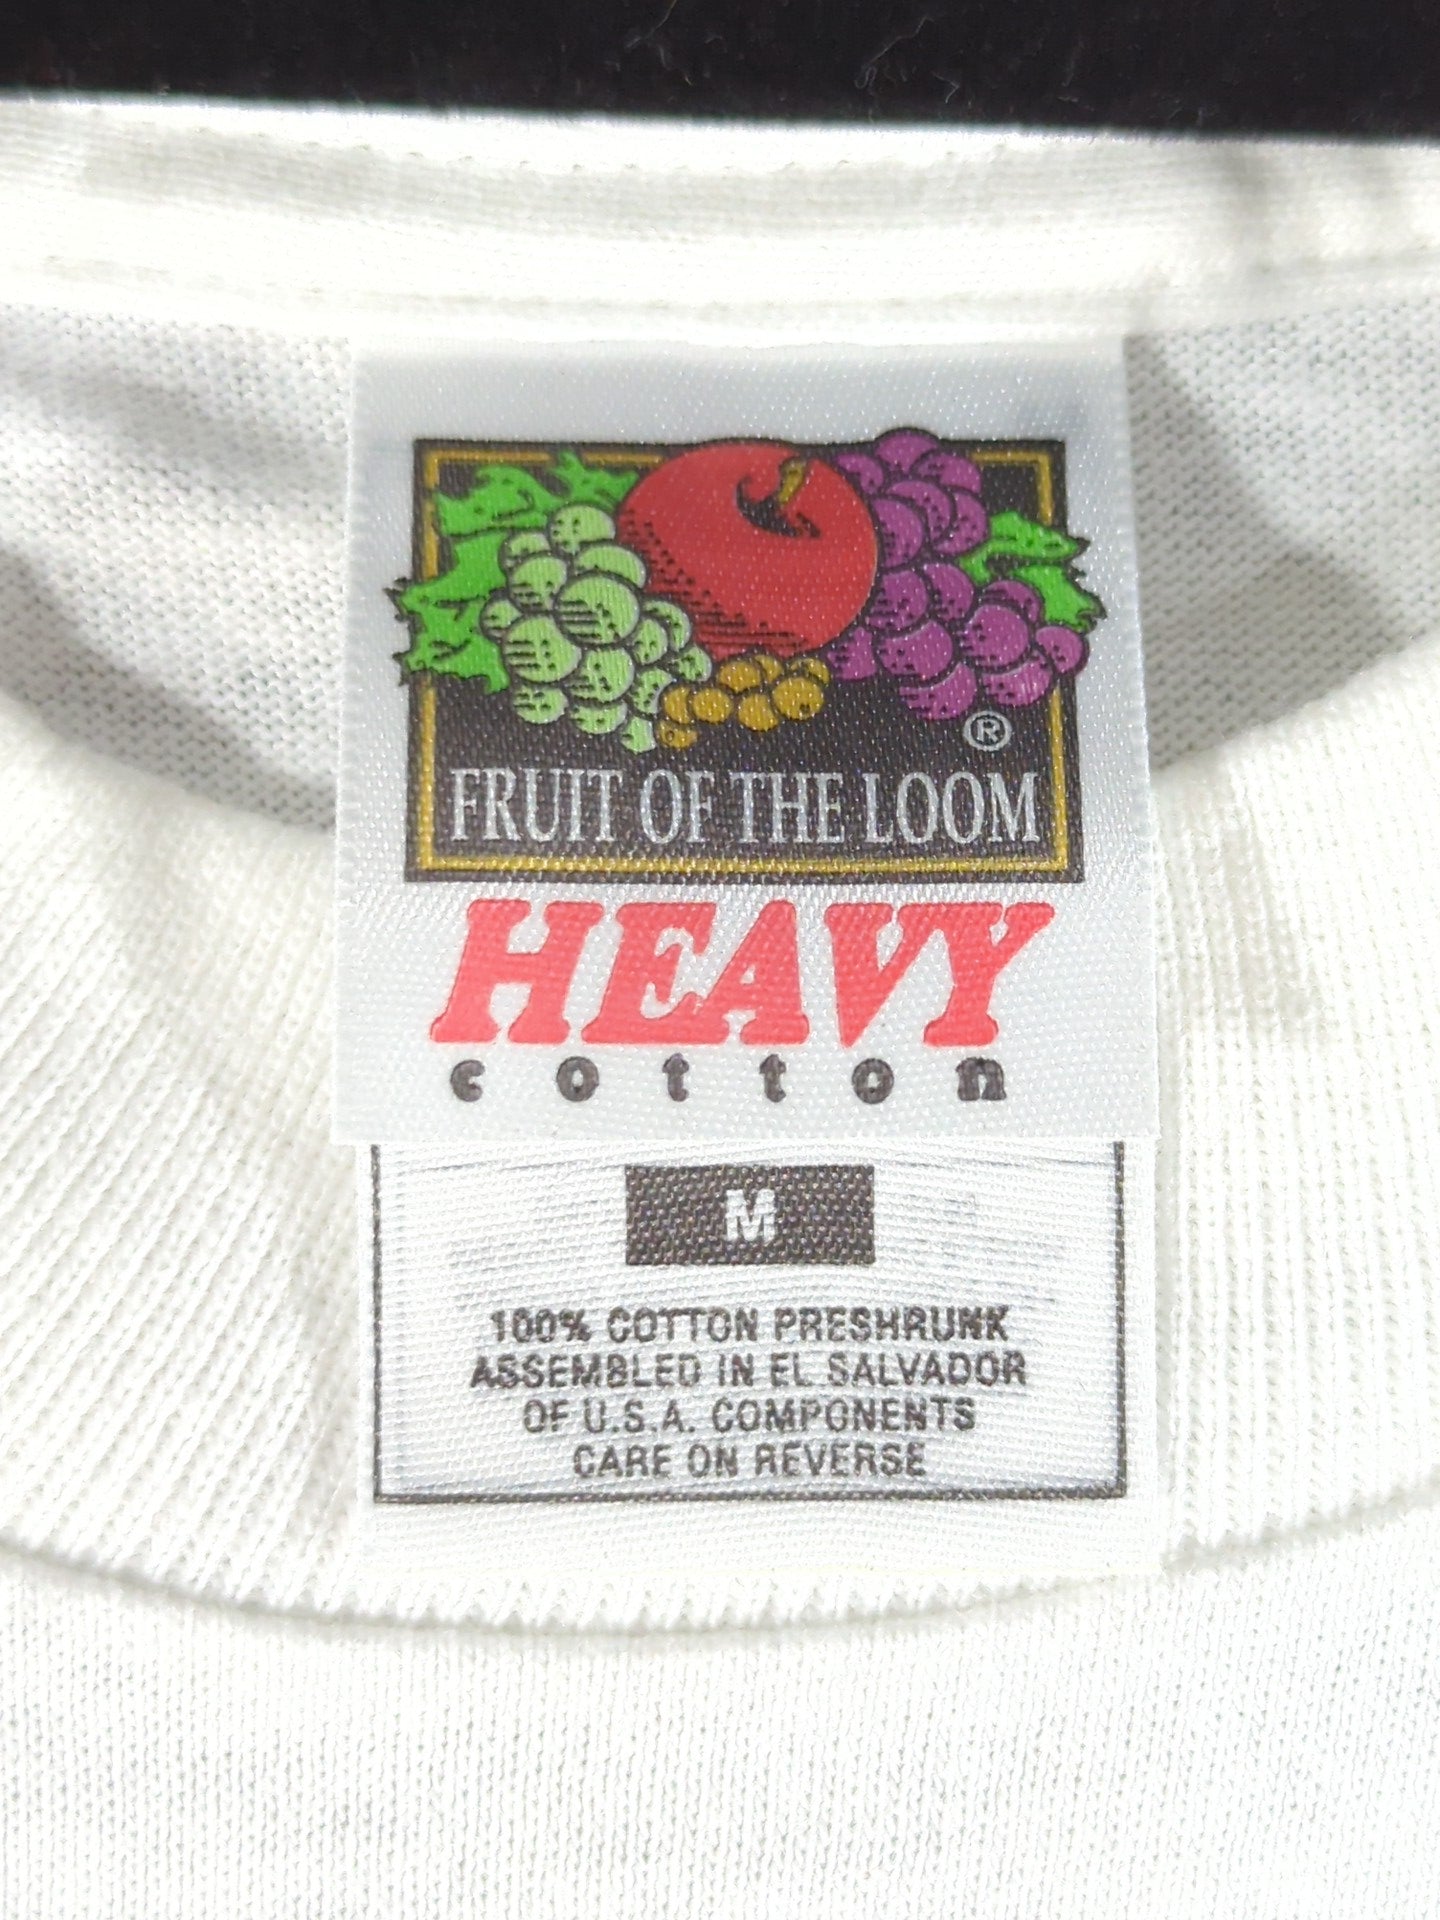 ®
FRUIT OF THE LOOM
HEAVY
cotton
M
100% COTTON PRESHRUNK
ASSEMBLED IN EL SALVADOR
OF U.S.A. COMPONENTS
CARE ON REVERSE